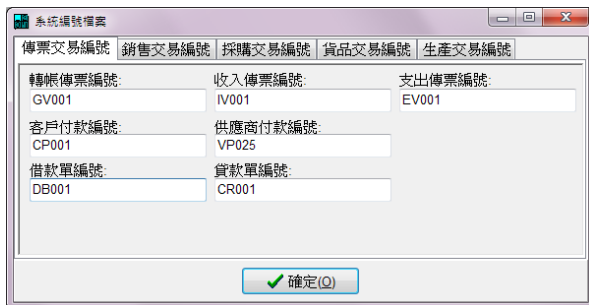 系統編號檔案
傳票交易編號 銷售交易編號 採購交易編號 貨品交易編號 生產交易編號
轉帳傳票編號: 收入傳票編號: 支出傳票編號:
GV001 IV001 EV001
客戶付款編號: 供應商付款編號:
CP001 VP025
借款單編號: 貸款單編號:
DB001 CR001
確定(O)